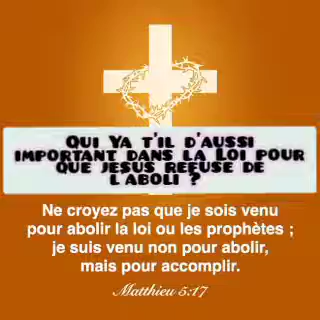 Qui Ya t'il d'aussi
important dans la Loi pour
que jesus refuse de
l'aboli ?
Ne croyez pas que je sois venu
pour abolir la loi ou les prophètes ;
je suis venu non pour abolir,
mais pour accomplir.
Matthieu 5:17